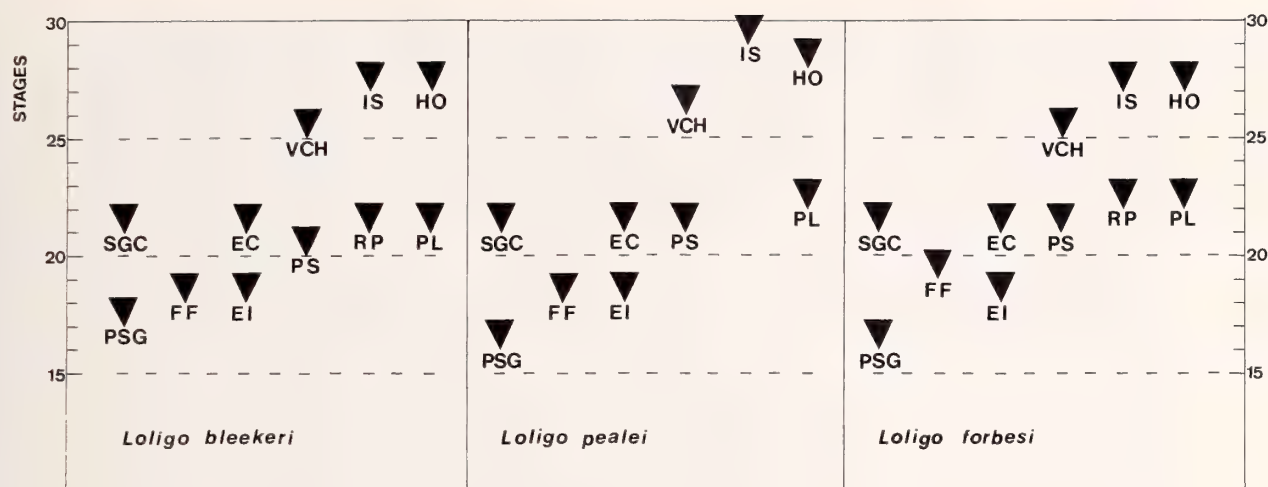 STAGES
30
25
20
15
SGC
PSG
FF
EC
EI
VCH
PS
IS
RP
HO
PL
Loligo bleekeri
SGC
PSG
FF
EC
EI
VCH
PS
IS
HO
PL
Loligo pealei
SGC
PSG
FF
EC
EI
VCH
PS
IS
RP
HO
PL
Loligo forbesi
30
25
20
15